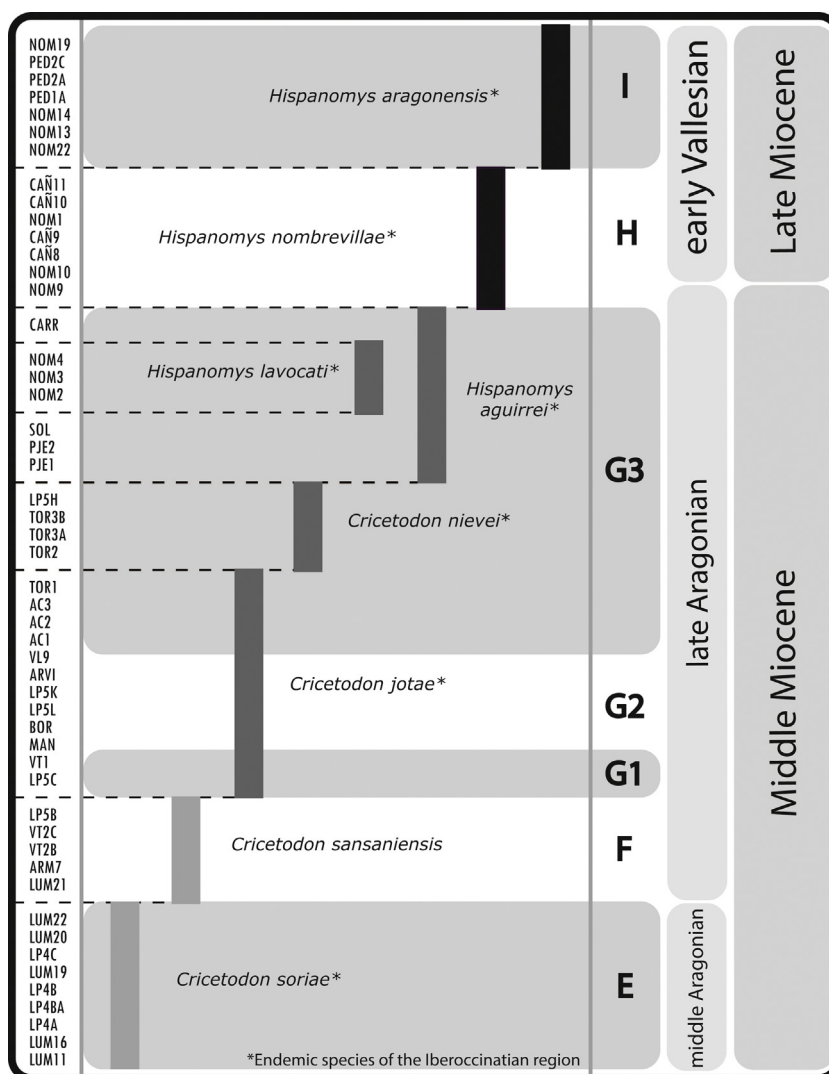 NOM19
PED2C
PED2A
PED1A
NOM14
NOM13
NOM22
CAÑ11
CAÑ10
NOM1
CAÑ9
CAÑ8
NOM10
NOM9
CARR
NOM4
NOM3
NOM2
SOL
PJE2
PJE1
LP5H
TOR3B
TOR3A
TOR2
TOR1
AC3
AC2
AC1
VL9
ARVI
LP5K
LP5L
BOR
MAN
VT1
LP5C
LP5B
VT2C
VT2B
ARM7
LUM21
LUM22
LUM20
LP4C
LUM19
LP4B
LP4BA
LP4A
LUM16
LUM11
Hispanomys aragonensis*
Hispanomys nombrevillae*
Hispanomys lavocati*
Hispanomys
aguirrei*
Cricetodon nievei*
Cricetodon jotae*
Cricetodon sansaniensis
Cricetodon soriae*
*Endemic species of the Iberoccinatian region
I
H
G3
G2
G1
F
E
early Vallesian
late Aragonian
middle Aragonian
Late Miocene
Middle Miocene